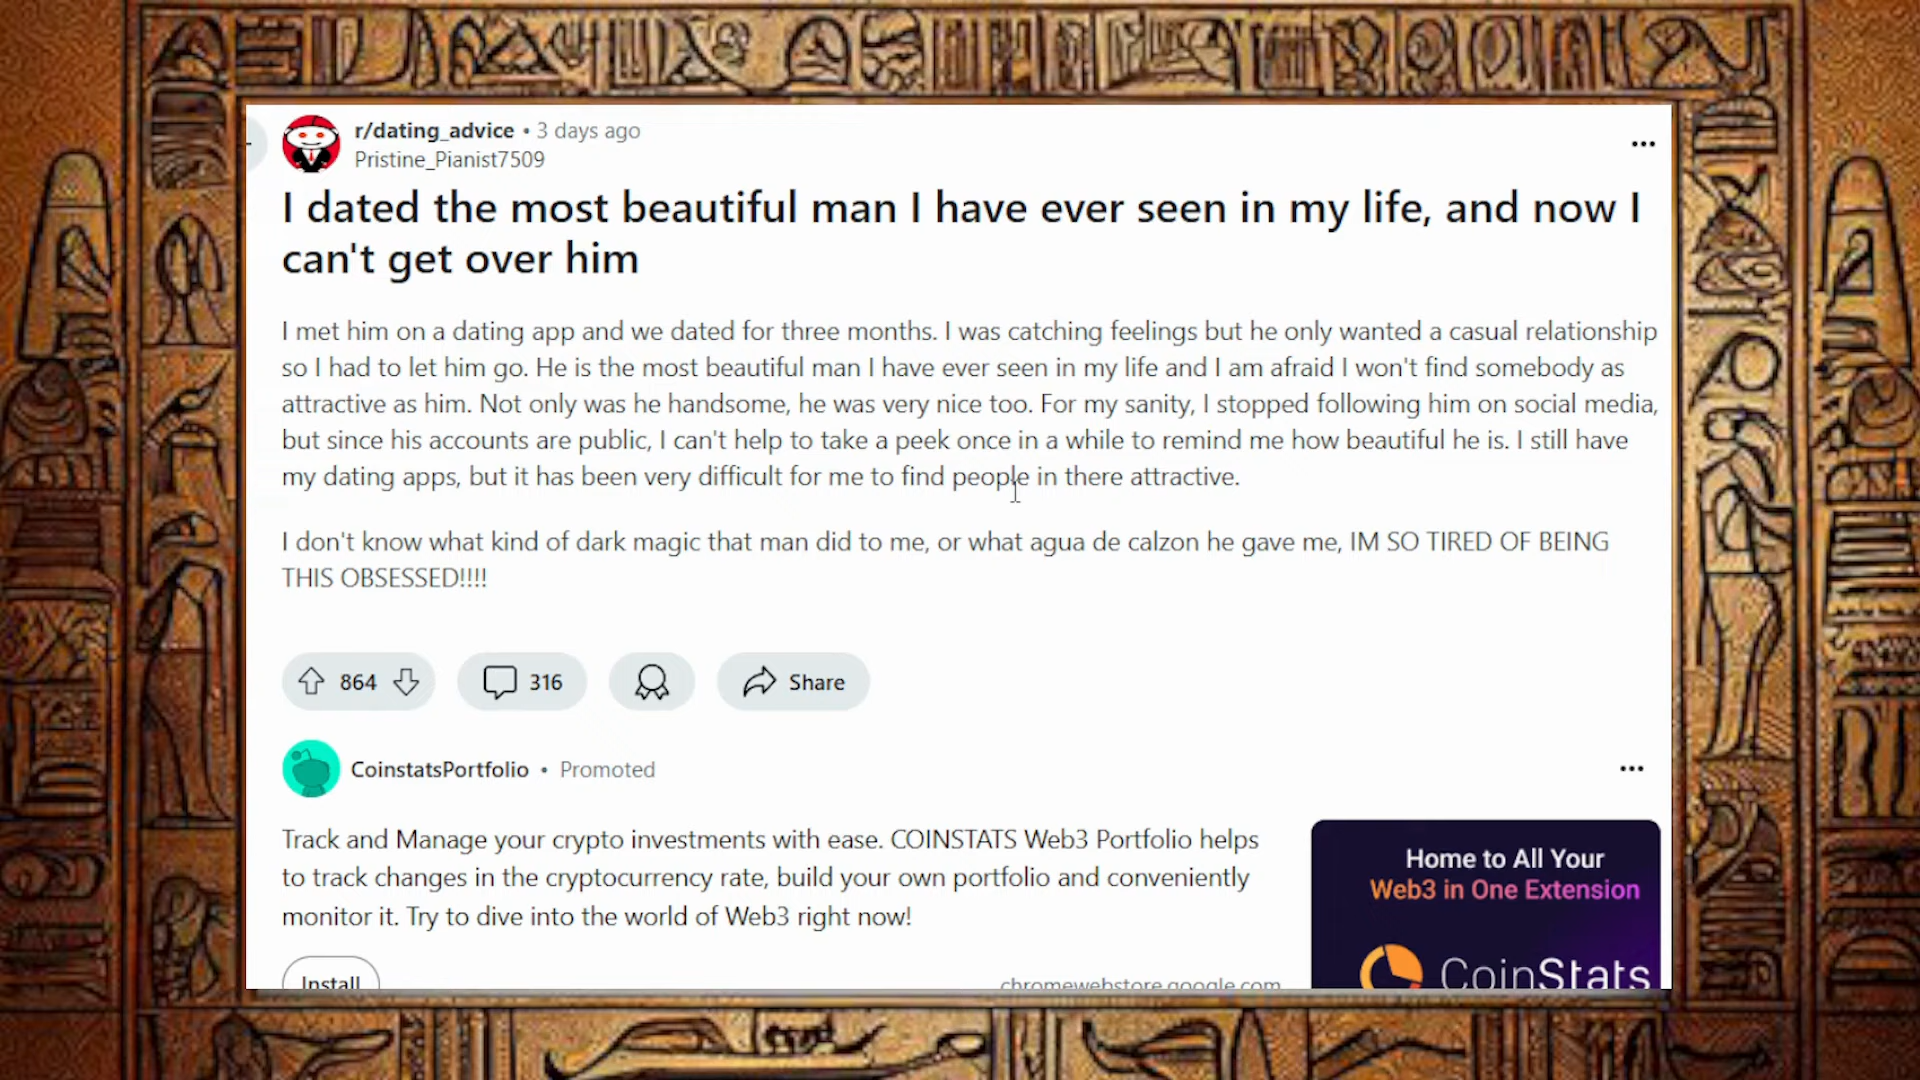 r/dating_advice • 3 days ago
Pristine_Pianist7509
I dated the most beautiful man I have ever seen in my life, and now I
can't get over him
I met him on a dating app and we dated for three months. I was catching feelings but he only wanted a casual relationship
so I had to let him go. He is the most beautiful man I have ever seen in my life and I am afraid I won't find somebody as
attractive as him. Not only was he handsome, he was very nice too. For my sanity, I stopped following him on social media,
but since his accounts are public, I can't help to take a peek once in a while to remind me how beautiful he is. I still have
my dating apps, but it has been very difficult for me to find people in there attractive.
I don't know what kind of dark magic that man did to me, or what agua de calzon he gave me, IM SO TIRED OF BEING
THIS OBSESSED!!!!
864
316
Share
CoinstatsPortfolio • Promoted
Track and Manage your crypto investments with ease. COINSTATS Web3 Portfolio helps
to track changes in the cryptocurrency rate, build your own portfolio and conveniently
monitor it. Try to dive into the world of Web3 right now!
Install
chromewebstore.google.com
Home to All Your
Web3 in One Extension
CoinStats